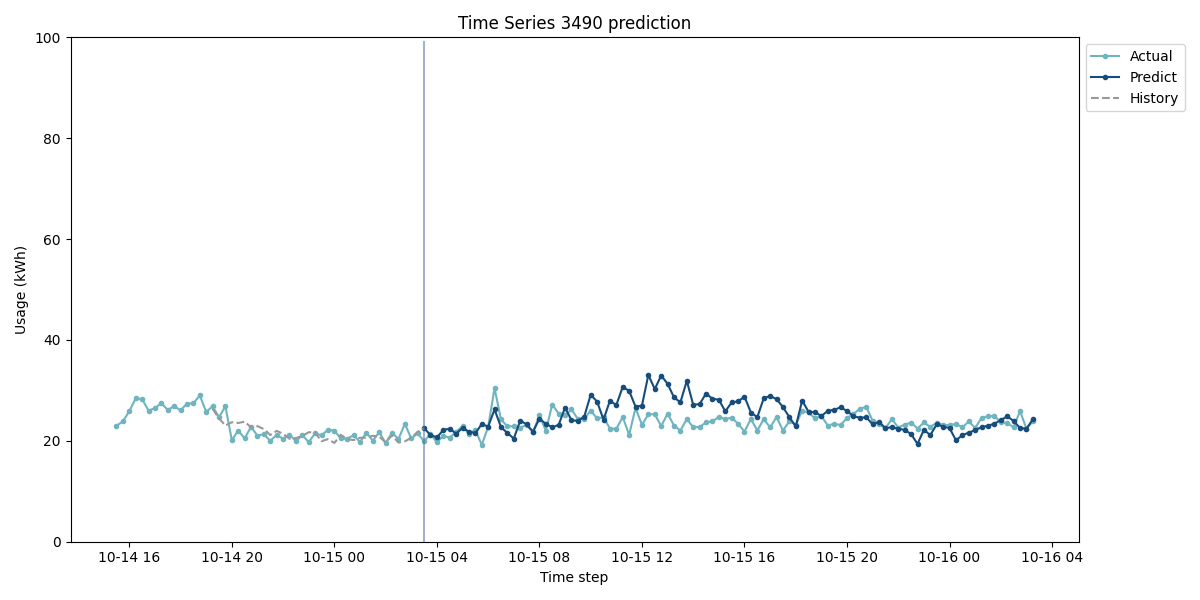 Time Series 3490 prediction
100
80
60
40
20
0
Usage (kWh)
10-14 16 10-14 20 10-15 00 10-15 04 10-15 08 10-15 12 10-15 16 10-15 20 10-16 00 10-16 04
Time step
Actual
Predict
History